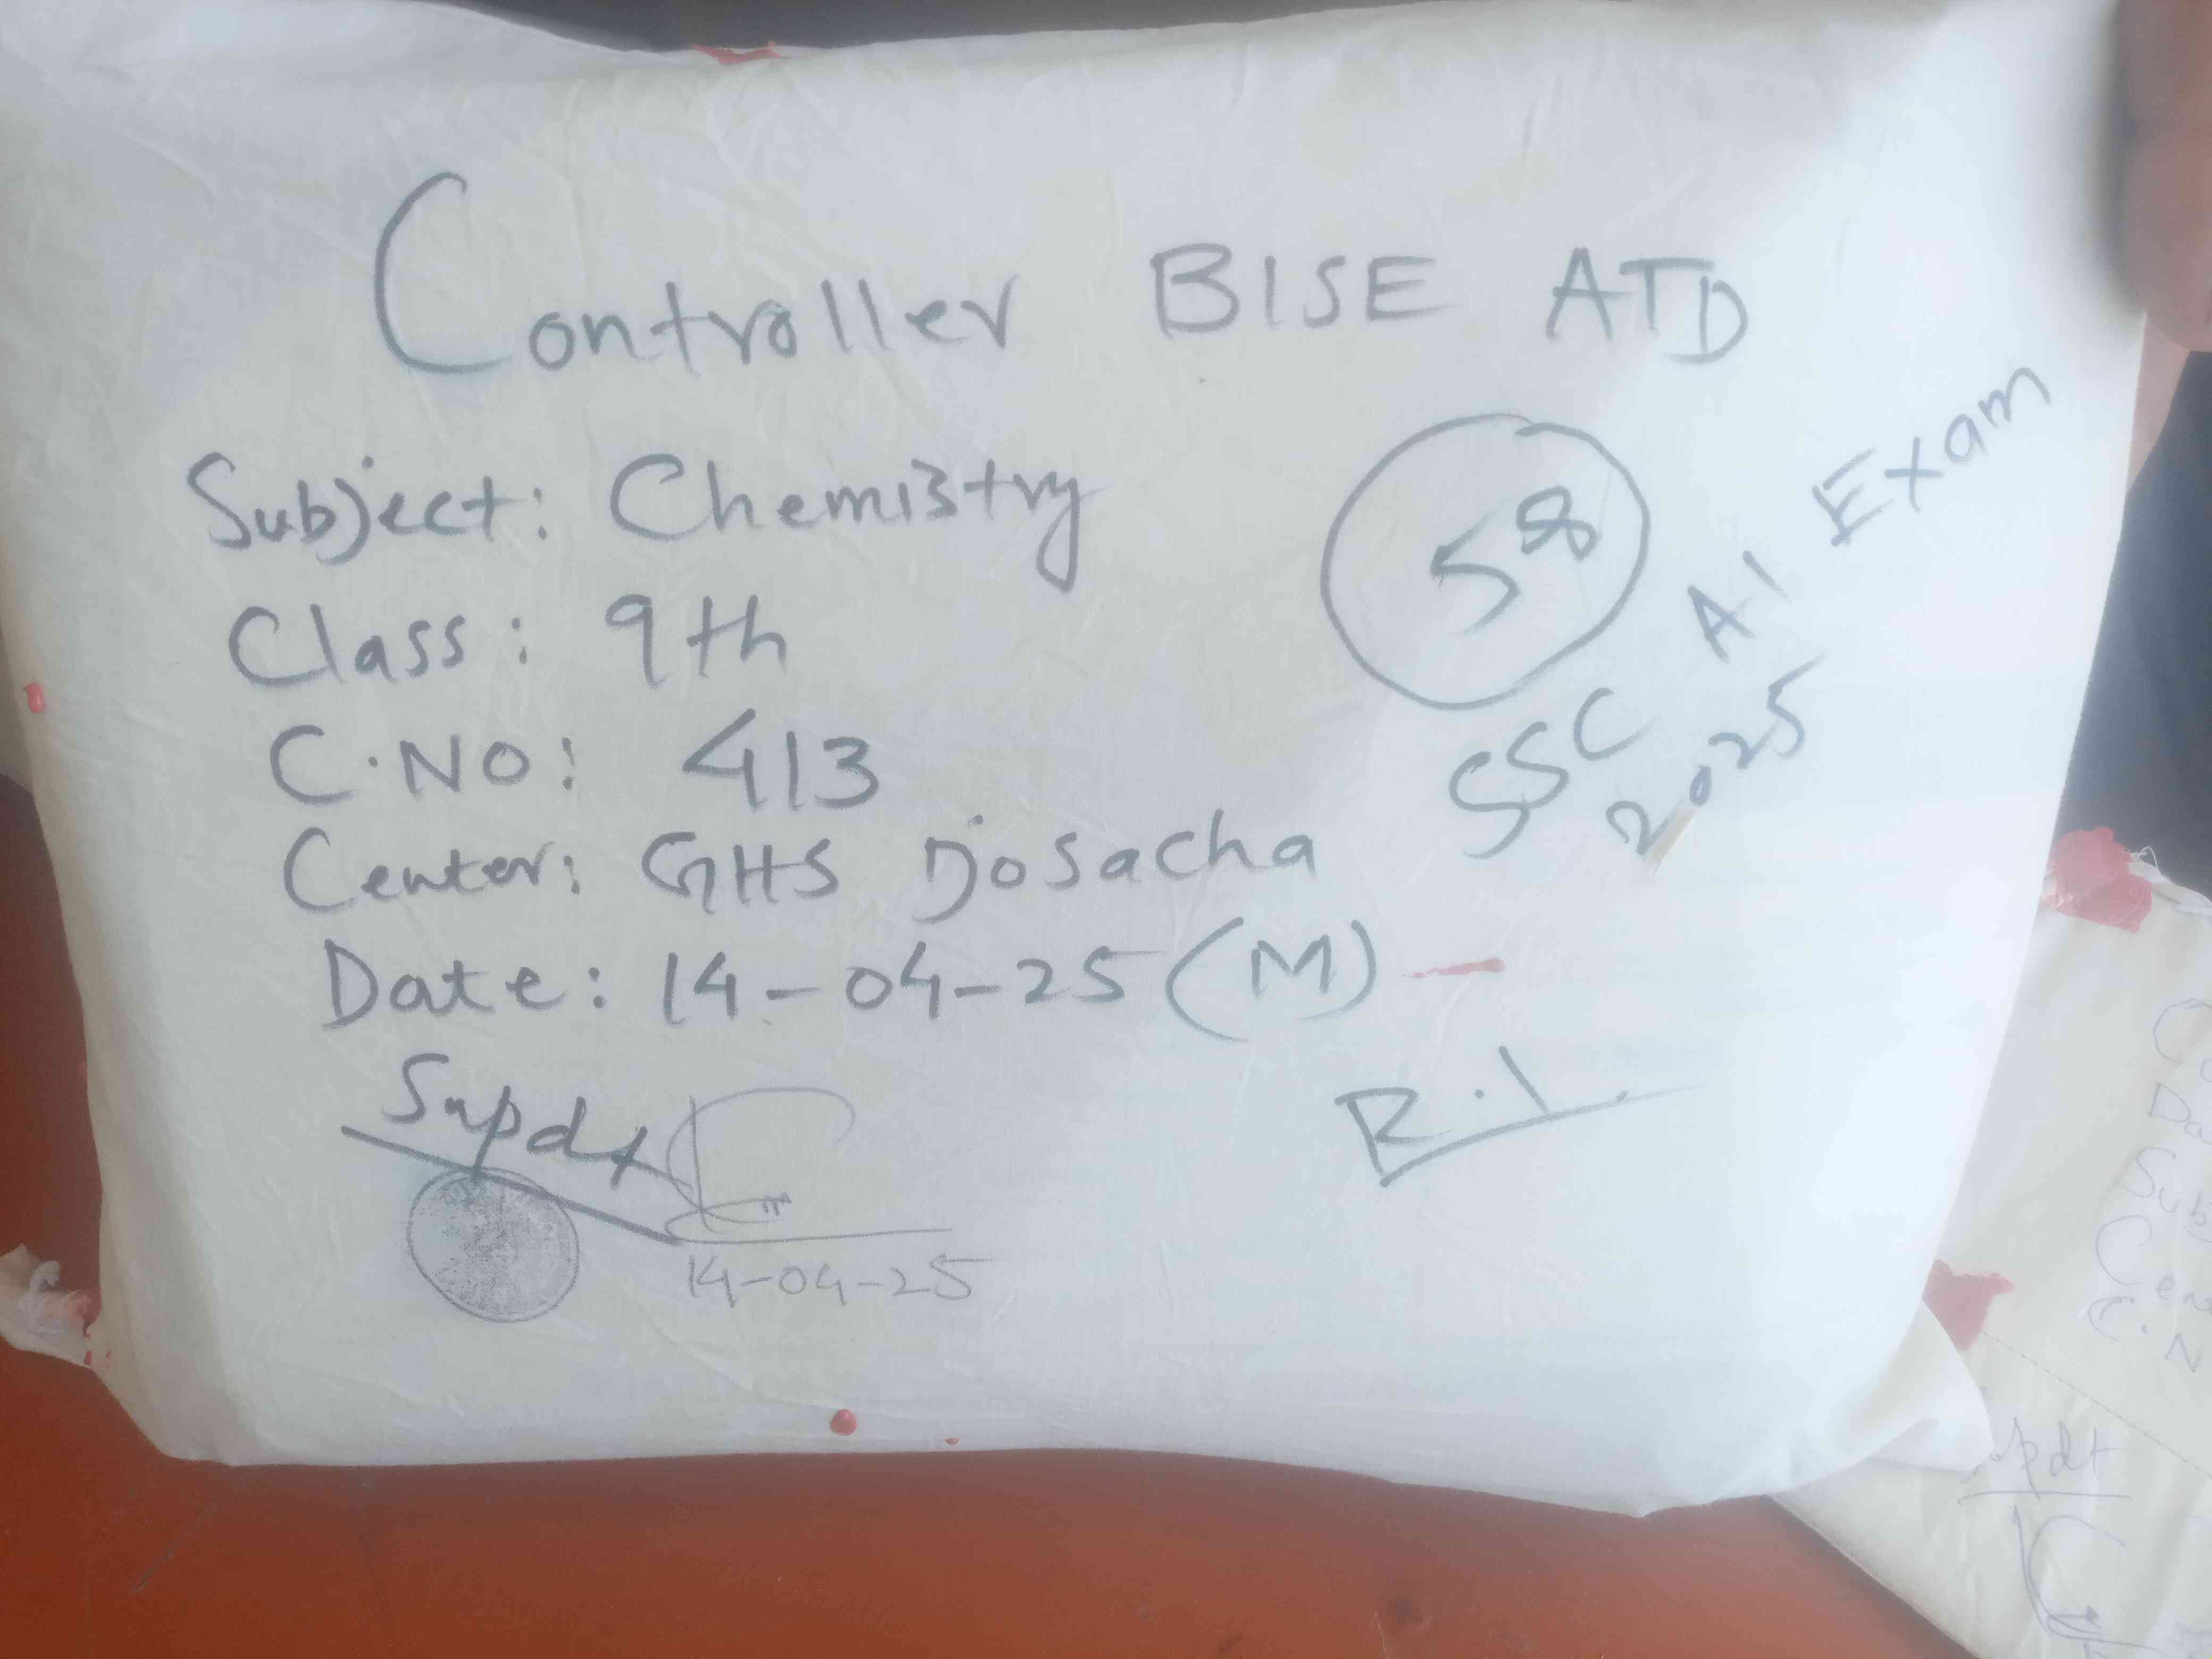 Controller BISE ATD
Subject: Chemistry
58
SSC A-I Exam
2025
Class: 9th
C.NO: 413
Center: GHS Dosacha
Date: 14-04-25 (M)
Supdt
R.L.
14-04-25
Supdt